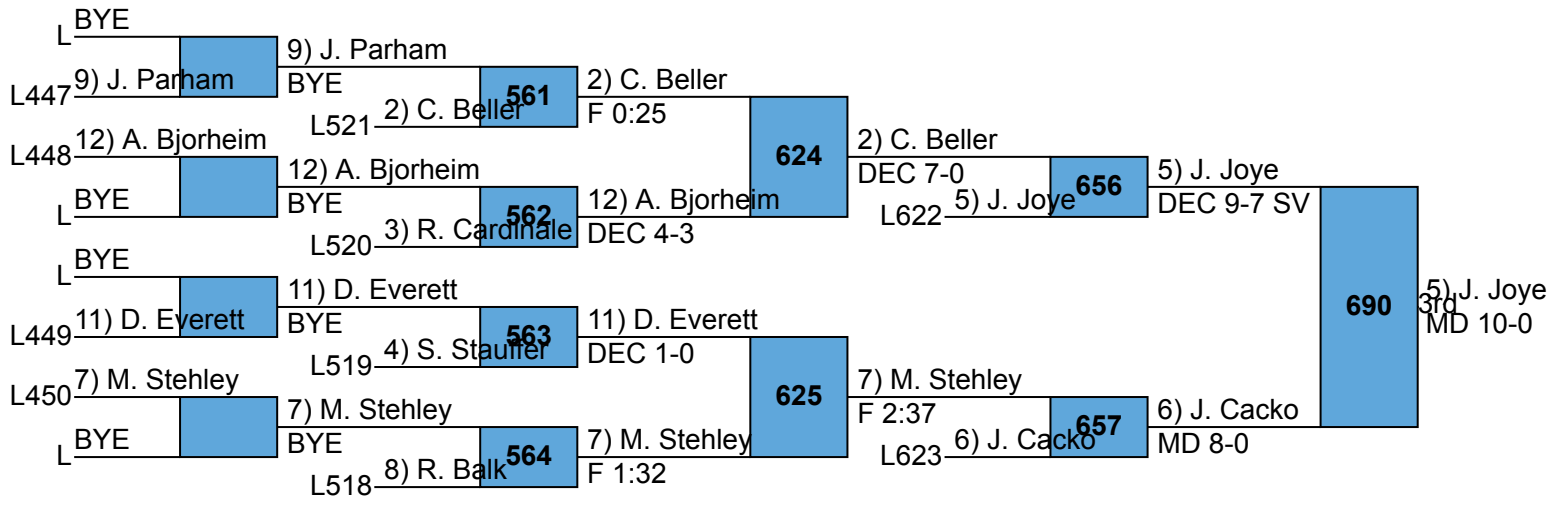 BYE
L
9) J. Parham
L447
12) A. Bjorheim
L448
BYE
L
BYE
L
11) D. Everett
L449
7) M. Stehley
L450
BYE
L
9) J. Parham
BYE
561
2) C. Beller
L521
12) A. Bjorheim
BYE
562
3) R. Cardinale
L520
11) D. Everett
BYE
563
4) S. Stauffer
L519
7) M. Stehley
BYE
564
8) R. Balk
L518
2) C. Beller
F 0:25
624
12) A. Bjorheim
DEC 4-3
11) D. Everett
DEC 1-0
625
7) M. Stehley
F 1:32
2) C. Beller
DEC 7-0
656
5) J. Joye
L622
7) M. Stehley
F 2:37
657
6) J. Cacko
L623
5) J. Joye
DEC 9-7 SV
690
6) J. Cacko
MD 8-0
5) J. Joye
3rd
MD 10-0